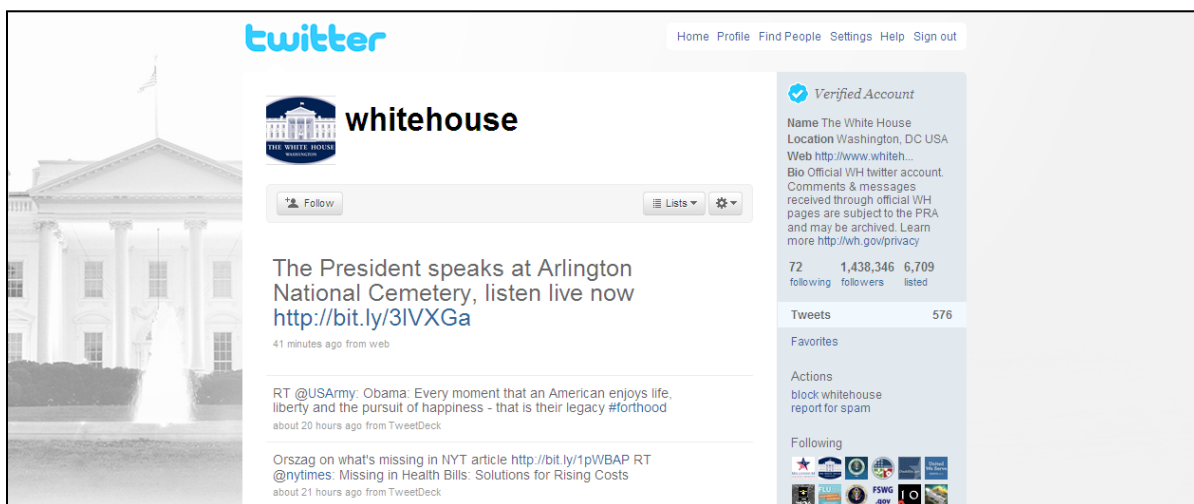 twitter
Home Profile Find People Settings Help Sign out
THE WHITE HOUSE
WASHINGTON
whitehouse
Follow
Lists
The President speaks at Arlington
National Cemetery, listen live now
http://bit.ly/3lVXGa
41 minutes ago from web
RT @USArmy: Obama: Every moment that an American enjoys life,
liberty and the pursuit of happiness - that is their legacy #forthood
about 20 hours ago from TweetDeck
Orszag on what's missing in NYT article http://bit.ly/1pWBAP RT
@nytimes: Missing in Health Bills: Solutions for Rising Costs
about 21 hours ago from TweetDeck
Verified Account
Name The White House
Location Washington, DC USA
Web http://www.whiteh...
Bio Official WH twitter account.
Comments & messages
received through official WH
pages are subject to the PRA
and may be archived. Learn
more http://wh.gov/privacy
72 1,438,346 6,709
following followers listed
Tweets 576
Favorites
Actions
block whitehouse
report for spam
Following
United
We Serve
FLU
FSWG
.gov